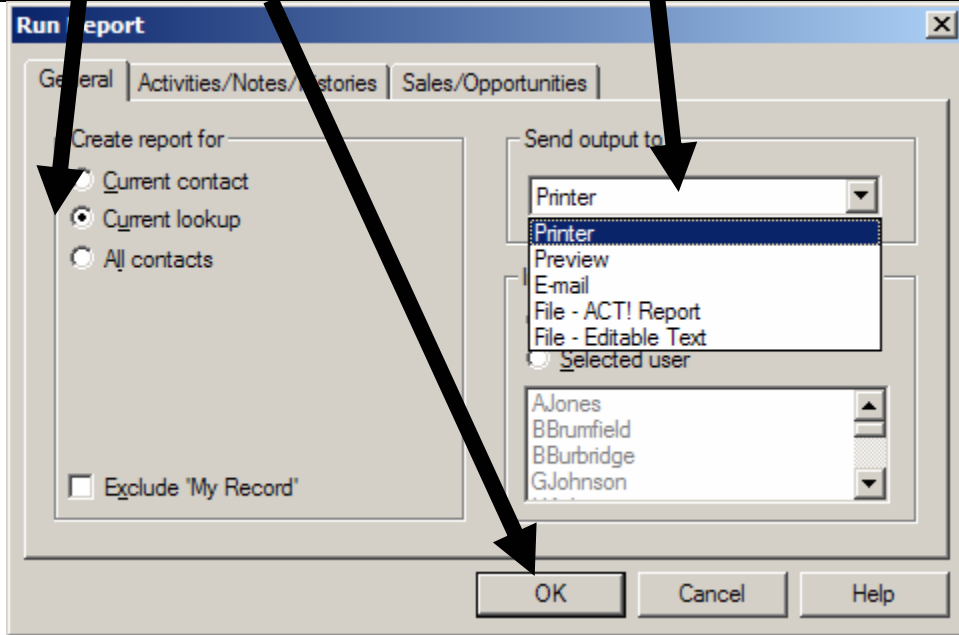 Run Report
General
Activities/Notes/Histories
Sales/Opportunities
Create report for
Current contact
Current lookup
All contacts
Exclude 'My Record'
Send output to
Printer
Printer
Preview
E-mail
File - ACT! Report
File - Editable Text
Selected user
AJones
BBrumfield
BBurbridge
GJohnson
OK
Cancel
Help